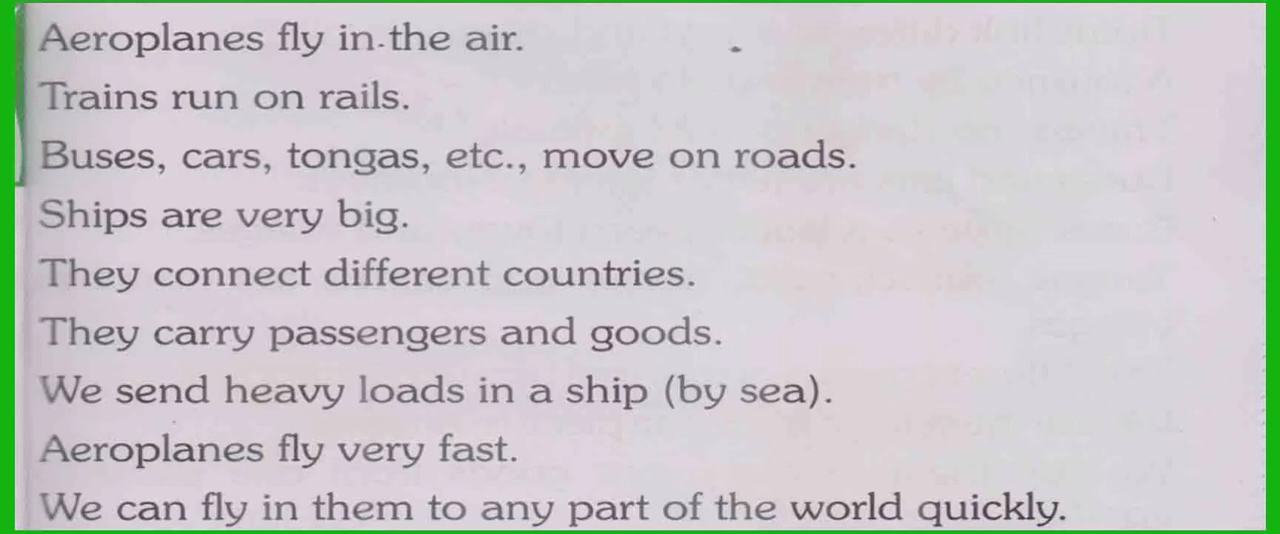 Aeroplanes fly in the air.
Trains run on rails.
Buses, cars, tongas, etc., move on roads.
Ships are very big.
They connect different countries.
They carry passengers and goods.
We send heavy loads in a ship (by sea).
Aeroplanes fly very fast.
We can fly in them to any part of the world quickly.